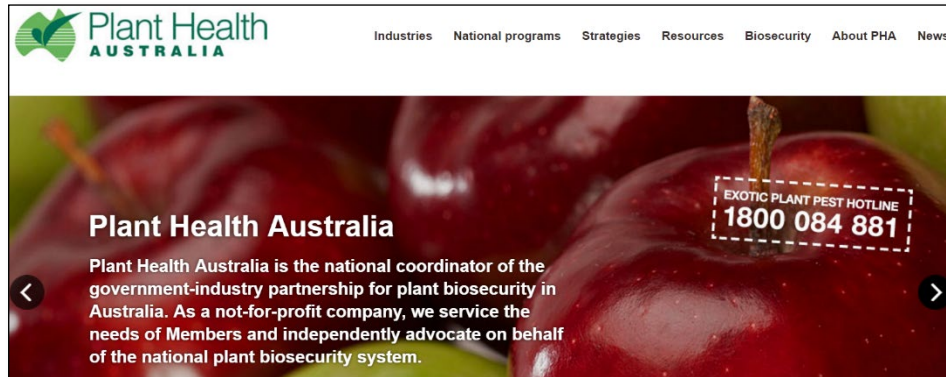 Plant Health
AUSTRALIA
Industries National programs Strategies Resources Biosecurity About PHA News
EXOTIC PLANT PEST HOTLINE
1800 084 881
Plant Health Australia
Plant Health Australia is the national coordinator of the
government-industry partnership for plant biosecurity in
Australia. As a not-for-profit company, we service the
needs of Members and independently advocate on behalf
of the national plant biosecurity system.